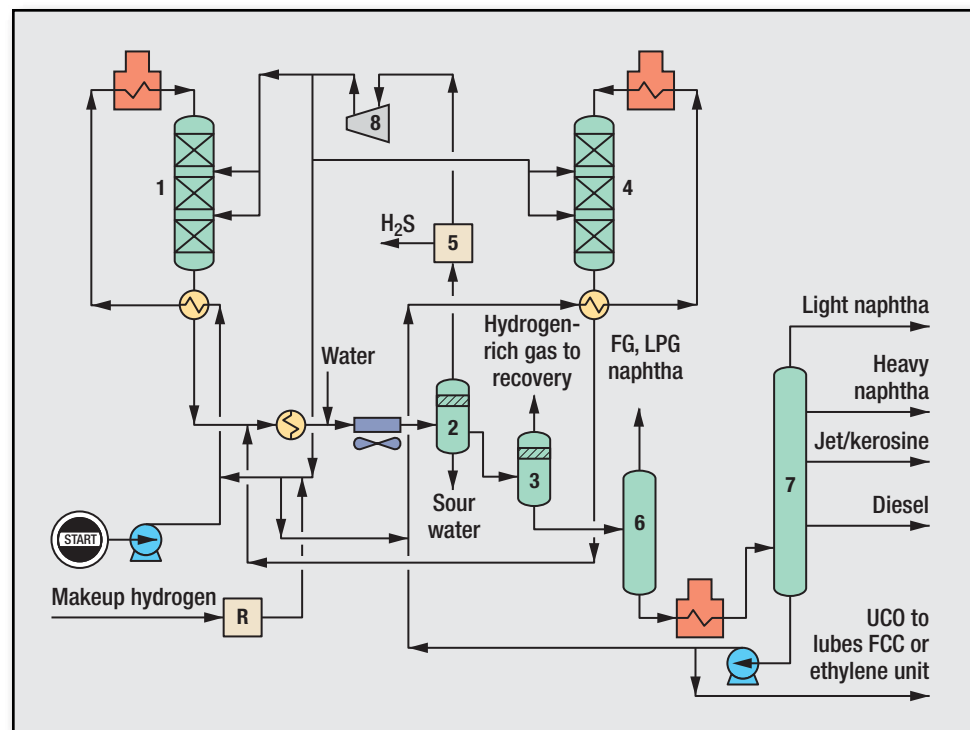 8
1
4
H2S
5
Hydrogen-
rich gas to
recovery
FG, LPG
naphtha
Light naphtha
Heavy
naphtha
Water
2
Jet/kerosine
3
7
Sour
water
6
Diesel
START
Makeup hydrogen
R
UCO to
lubes FCC or
ethylene unit